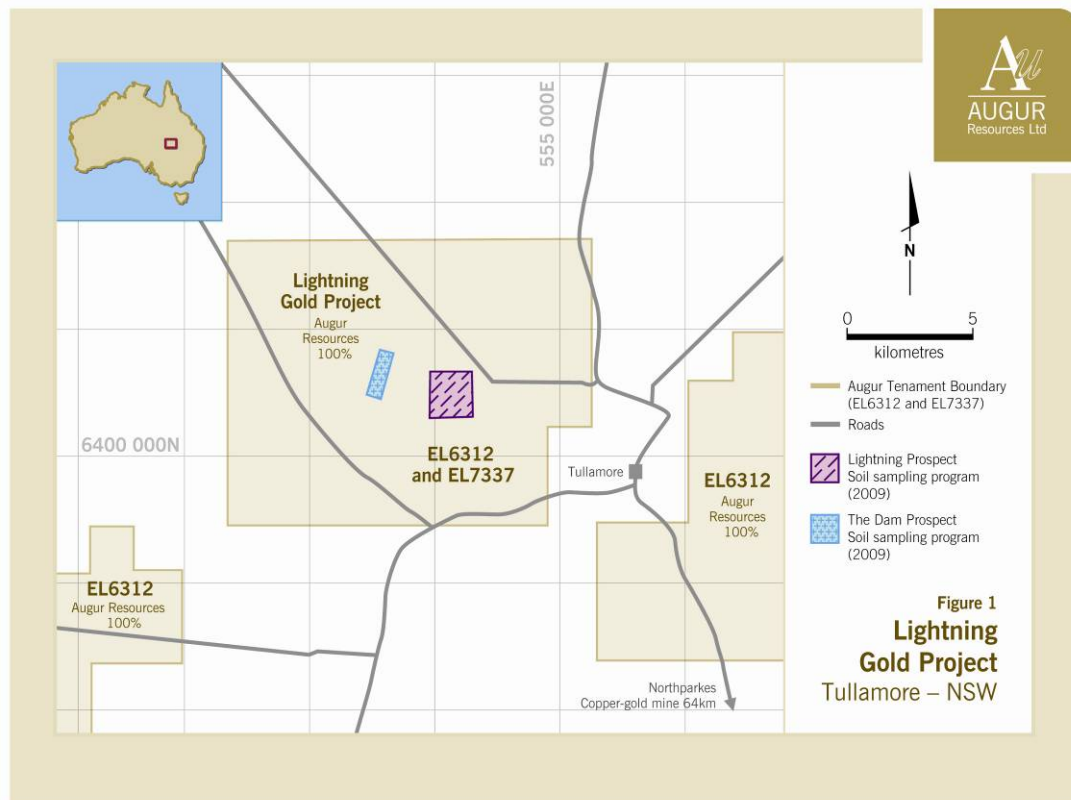 Au
AUGUR
Resources Ltd
555 000E
N
0 5
kilometres
Lightning
Gold Project
Augur
Resources
100%
6400 000N
EL6312
and EL7337
Tullamore
EL6312
Augur
Resources
100%
EL6312
Augur Resources
100%
Northparkes
Copper-gold mine 64km
Augur Tenament Boundary
(EL6312 and EL7337)
Roads
Lightning Prospect
Soil sampling program
(2009)
The Dam Prospect
Soil sampling program
(2009)
Figure 1
Lightning
Gold Project
Tullamore – NSW